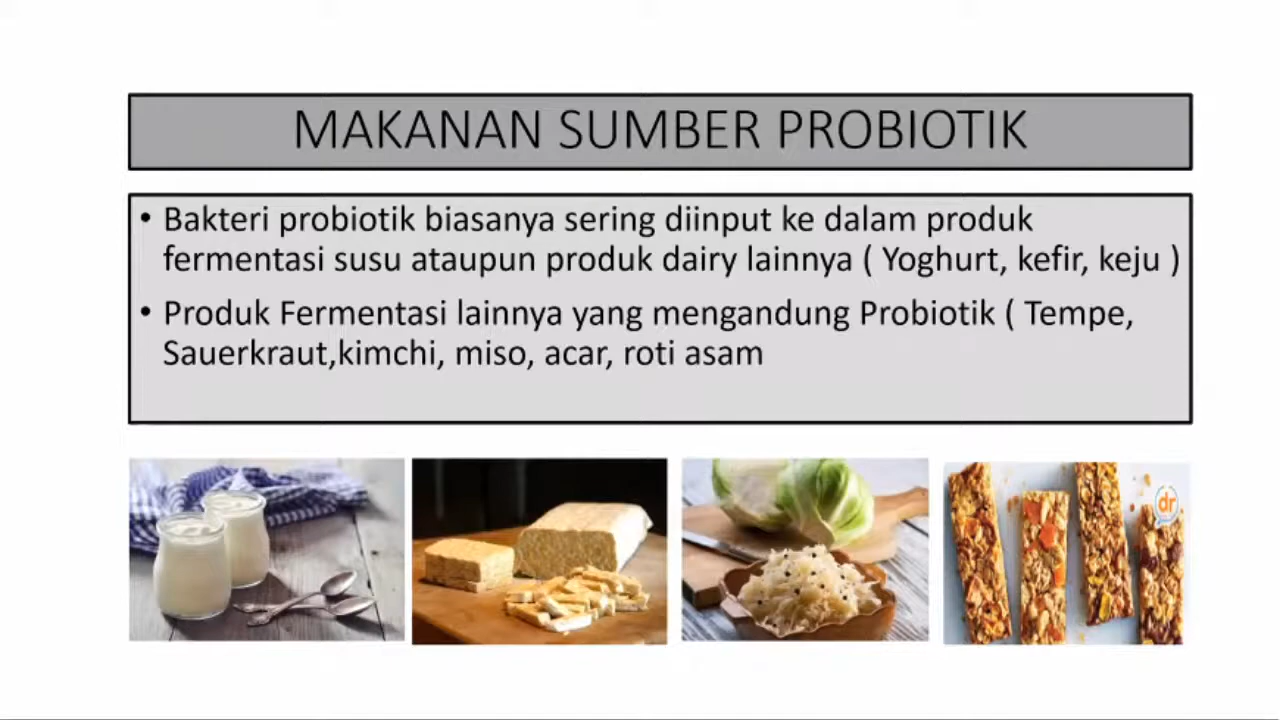 MAKANAN SUMBER PROBIOTIK
• Bakteri probiotik biasanya sering diinput ke dalam produk
fermentasi susu ataupun produk dairy lainnya ( Yoghurt, kefir, keju )
• Produk Fermentasi lainnya yang mengandung Probiotik ( Tempe,
Sauerkraut,kimchi, miso, acar, roti asam
dr